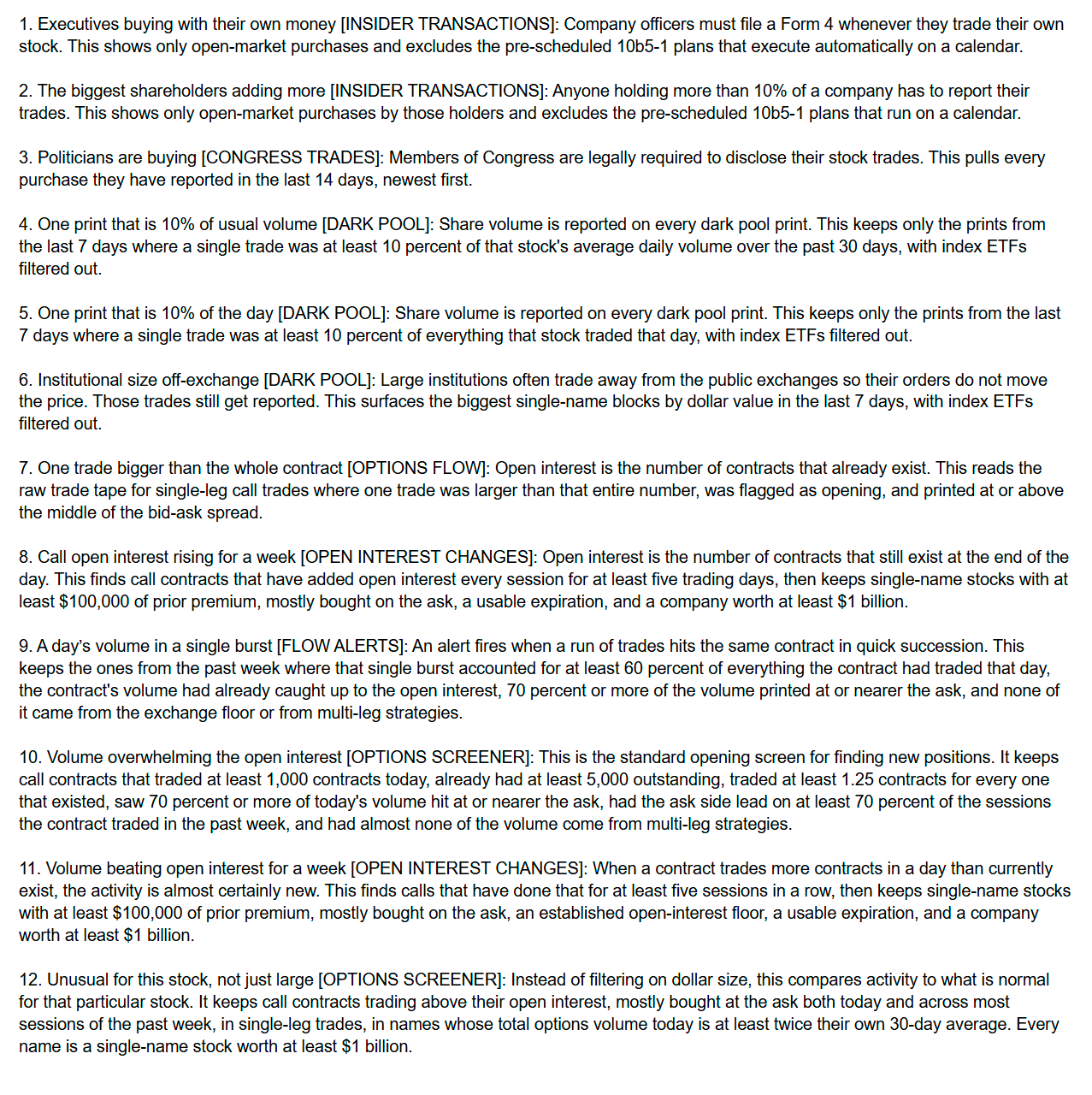 1. Executives buying with their own money [INSIDER TRANSACTIONS]: Company officers must file a Form 4 whenever they trade their own
stock. This shows only open-market purchases and excludes the pre-scheduled 10b5-1 plans that execute automatically on a calendar.
2. The biggest shareholders adding more [INSIDER TRANSACTIONS]: Anyone holding more than 10% of a company has to report their
trades. This shows only open-market purchases by those holders and excludes the pre-scheduled 10b5-1 plans that run on a calendar.
3. Politicians are buying [CONGRESS TRADES]: Members of Congress are legally required to disclose their stock trades. This pulls every
purchase they have reported in the last 14 days, newest first.
4. One print that is 10% of usual volume [DARK POOL]: Share volume is reported on every dark pool print. This keeps only the prints from
the last 7 days where a single trade was at least 10 percent of that stock's average daily volume over the past 30 days, with index ETFs
filtered out.
5. One print that is 10% of the day [DARK POOL]: Share volume is reported on every dark pool print. This keeps only the prints from the last
7 days where a single trade was at least 10 percent of everything that stock traded that day, with index ETFs filtered out.
6. Institutional size off-exchange [DARK POOL]: Large institutions often trade away from the public exchanges so their orders do not move
the price. Those trades still get reported. This surfaces the biggest single-name blocks by dollar value in the last 7 days, with index ETFs
filtered out.
7. One trade bigger than the whole contract [OPTIONS FLOW]: Open interest is the number of contracts that already exist. This reads the
raw trade tape for single-leg call trades where one trade was larger than that entire number, was flagged as opening, and printed at or above
the middle of the bid-ask spread.
8. Call open interest rising for a week [OPEN INTEREST CHANGES]: Open interest is the number of contracts that still exist at the end of the
day. This finds call contracts that have added open interest every session for at least five trading days, then keeps single-name stocks with at
least $100,000 of prior premium, mostly bought on the ask, a usable expiration, and a company worth at least $1 billion.
9. A day's volume in a single burst [FLOW ALERTS]: An alert fires when a run of trades hits the same contract in quick succession. This
keeps the ones from the past week where that single burst accounted for at least 60 percent of everything the contract had traded that day,
the contract's volume had already caught up to the open interest, 70 percent or more of the volume printed at or nearer the ask, and none of
it came from the exchange floor or from multi-leg strategies.
10. Volume overwhelming the open interest [OPTIONS SCREENER]: This is the standard opening screen for finding new positions. It keeps
call contracts that traded at least 1,000 contracts today, already had at least 5,000 outstanding, traded at least 1.25 contracts for every one
that existed, saw 70 percent or more of today's volume hit at or nearer the ask, had the ask side lead on at least 70 percent of the sessions
the contract traded in the past week, and had almost none of the volume come from multi-leg strategies.
11. Volume beating open interest for a week [OPEN INTEREST CHANGES]: When a contract trades more contracts in a day than currently
exist, the activity is almost certainly new. This finds calls that have done that for at least five sessions in a row, then keeps single-name stocks
with at least $100,000 of prior premium, mostly bought on the ask, an established open-interest floor, a usable expiration, and a company
worth at least $1 billion.
12. Unusual for this stock, not just large [OPTIONS SCREENER]: Instead of filtering on dollar size, this compares activity to what is normal
for that particular stock. It keeps call contracts trading above their open interest, mostly bought at the ask both today and across most
sessions of the past week, in single-leg trades, in names whose total options volume today is at least twice their own 30-day average. Every
name is a single-name stock worth at least $1 billion.